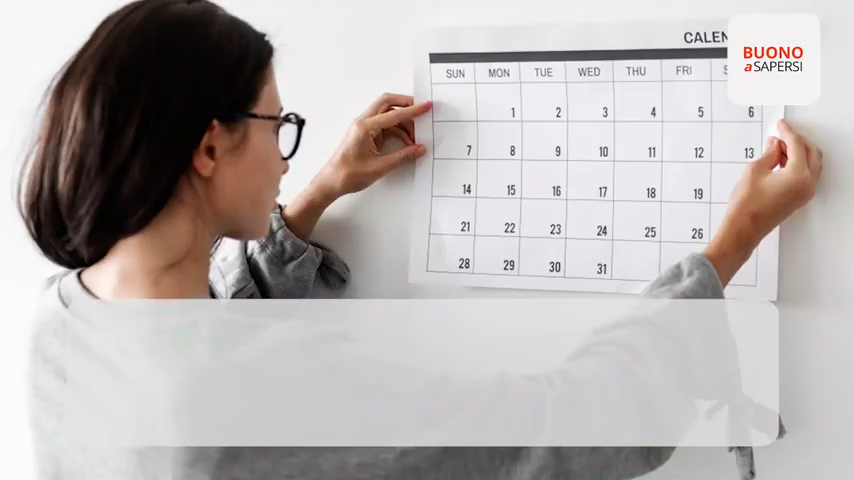 CALEN
BUONO
a SAPERSI
SUN MON TUE WED THU FRI S
1 2 3 4 5 6
7 8 9 10 11 12 13
14 15 16 17 18 19
21 22 23 24 25 26
28 29 30 31